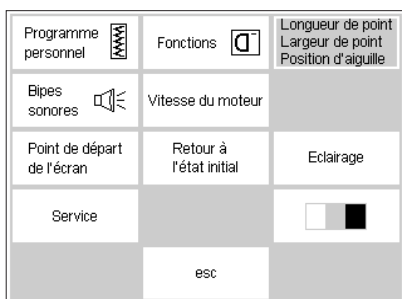 Programme
personnel
Fonctions
Longueur de point
Largeur de point
Position d'aiguille
Bipes
sonores
Vitesse du moteur
Point de départ
de l'écran
Retour à
l'état initial
Eclairage
Service
esc